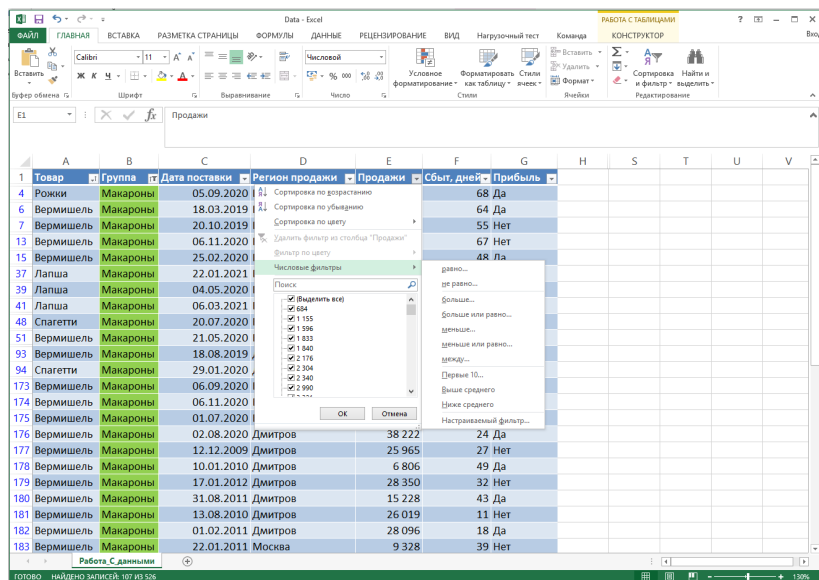 Data - Excel
РАБОТА С ТАБЛИЦАМИ
ФАЙЛ ГЛАВНАЯ ВСТАВКА РАЗМЕТКА СТРАНИЦЫ ФОРМУЛЫ ДАННЫЕ РЕЦЕНЗИРОВАНИЕ ВИД Нагрузочный тест Команда КОНСТРУКТОР Вхо
Вставить
Calibri 11
Числовой
Условное форматирование
Форматировать как таблицу
Стили ячеек
Вставить
Удалить
Формат
Сортировка и фильтр
Найти и выделить
Буфер обмена Шрифт Выравнивание Число Стили Ячейки Редактирование
E1 Продажи
A B C D E F G H S T U V
1 Товар Группа Дата поставки Регион продажи Продажи Сбыт, дней Прибыль
4 Рожки Макароны 05.09.2020 68 Да
6 Вермишель Макароны 18.03.2019 64 Да
7 Вермишель Макароны 20.10.2019 55 Нет
13 Вермишель Макароны 06.11.2020 67 Нет
15 Вермишель Макароны 25.02.2020 48 Да
37 Лапша Макароны 22.01.2021
39 Лапша Макароны 04.05.2020
41 Лапша Макароны 06.03.2021
48 Спагетти Макароны 20.07.2020
51 Вермишель Макароны 21.05.2020
93 Вермишель Макароны 18.08.2019
94 Спагетти Макароны 29.01.2020
173 Вермишель Макароны 06.09.2020
174 Вермишель Макароны 06.11.2020
175 Вермишель Макароны 01.07.2020
176 Вермишель Макароны 02.08.2020 Дмитров 38 222 24 Да
177 Вермишель Макароны 12.12.2009 Дмитров 25 965 27 Нет
178 Вермишель Макароны 10.01.2010 Дмитров 6 806 49 Да
179 Вермишель Макароны 17.01.2012 Дмитров 28 350 32 Нет
180 Вермишель Макароны 31.08.2011 Дмитров 15 228 43 Да
181 Вермишель Макароны 13.08.2010 Дмитров 26 019 11 Нет
182 Вермишель Макароны 01.02.2011 Дмитров 28 096 18 Да
183 Вермишель Макароны 22.01.2011 Москва 9 328 39 Нет
Сортировка по возрастанию
Сортировка по убыванию
Сортировка по цвету
Удалить фильтр из столбца "Продажи"
Фильтр по цвету
Числовые фильтры
Поиск
(Выделить все)
684
1 155
1 596
1 833
1 840
2 176
2 304
2 340
2 990
ОК Отмена
равно...
не равно...
больше...
больше или равно...
меньше...
меньше или равно...
между...
Первые 10...
Выше среднего
Ниже среднего
Настраиваемый фильтр...
Работа_С_данными
ГОТОВО НАЙДЕНО ЗАПИСЕЙ: 107 ИЗ 526 130%